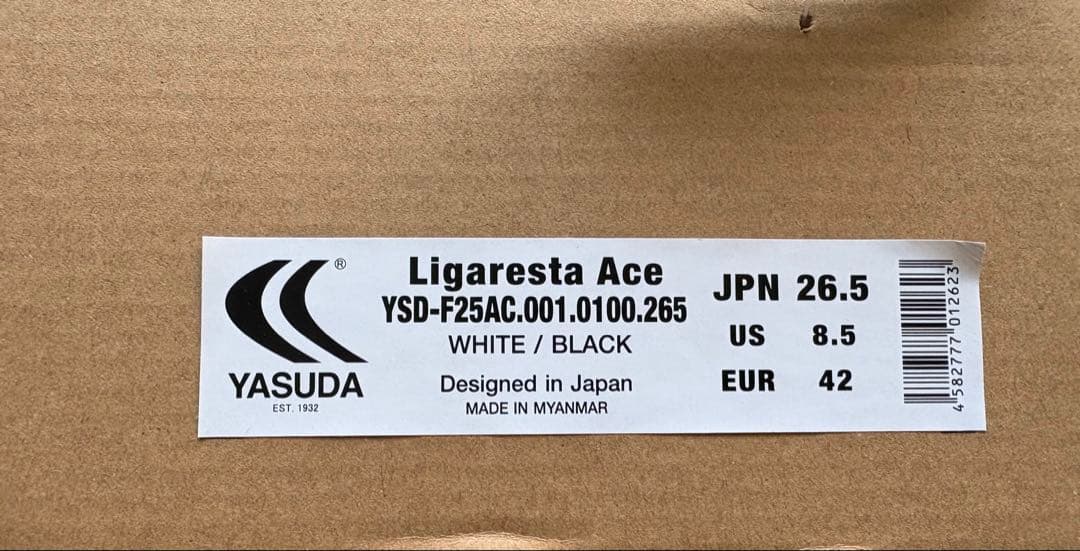 ®
YASUDA
EST. 1932
Ligaresta Ace
YSD-F25AC.001.0100.265
WHITE / BLACK
Designed in Japan
MADE IN MYANMAR
JPN 26.5
US 8.5
EUR 42
4582777012623